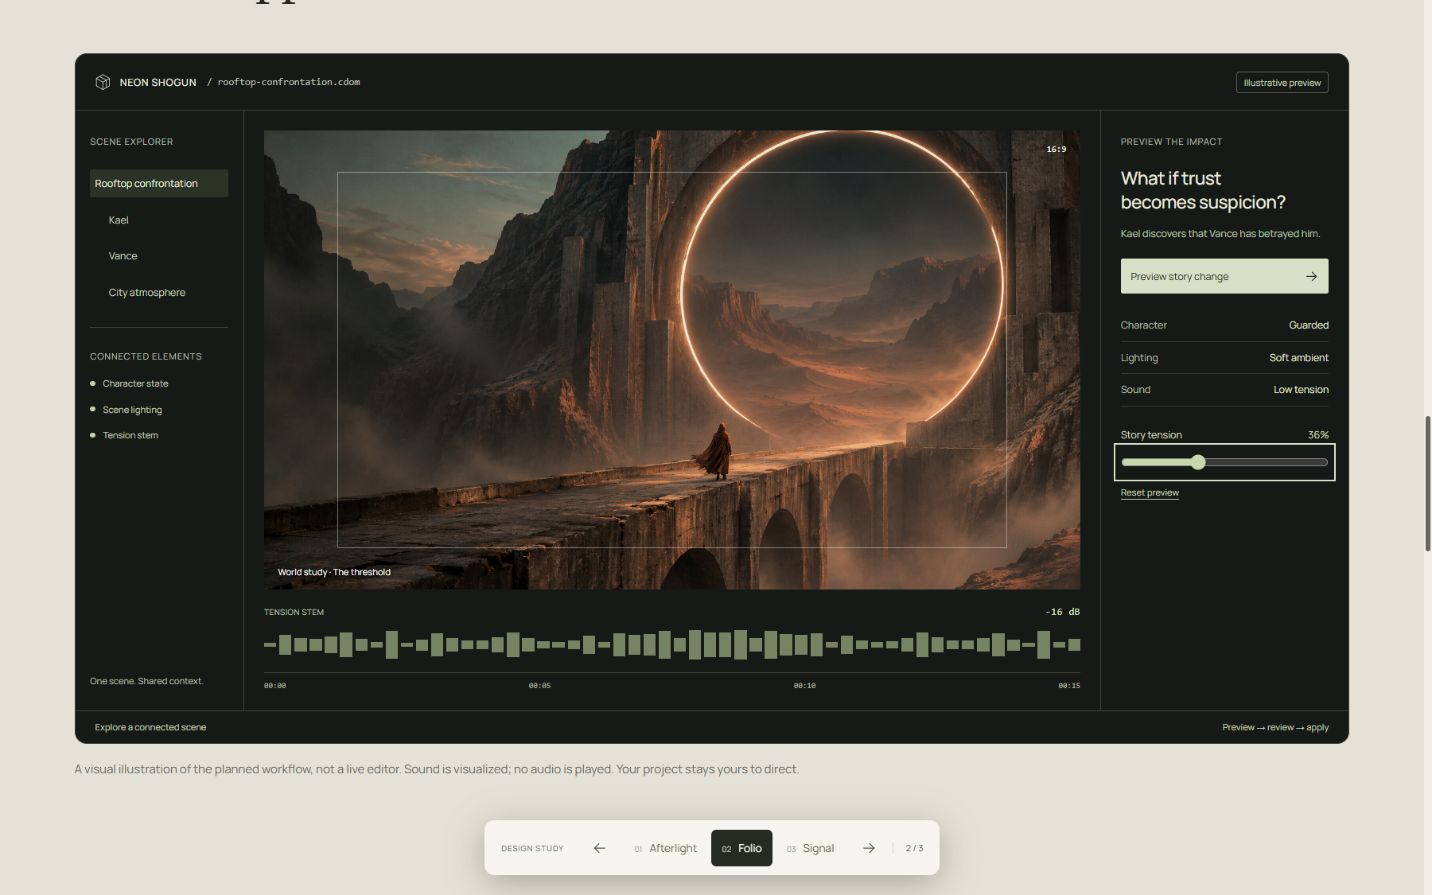 NEON SHOGUN / rooftop-confrontation.cdom
Illustrative preview
SCENE EXPLORER
Rooftop confrontation
Kael
Vance
City atmosphere
CONNECTED ELEMENTS
Character state
Scene lighting
Tension stem
One scene. Shared context.
16:9
World study · The threshold
TENSION STEM
-16 dB
00:00 00:05 00:10 00:15
PREVIEW THE IMPACT
What if trust
becomes suspicion?
Kael discovers that Vance has betrayed him.
Preview story change →
Character Guarded
Lighting Soft ambient
Sound Low tension
Story tension 36%
Reset preview
Explore a connected scene
Preview → review → apply
A visual illustration of the planned workflow, not a live editor. Sound is visualized; no audio is played. Your project stays yours to direct.
DESIGN STUDY ← 01 Afterlight 02 Folio 03 Signal → 2 / 3